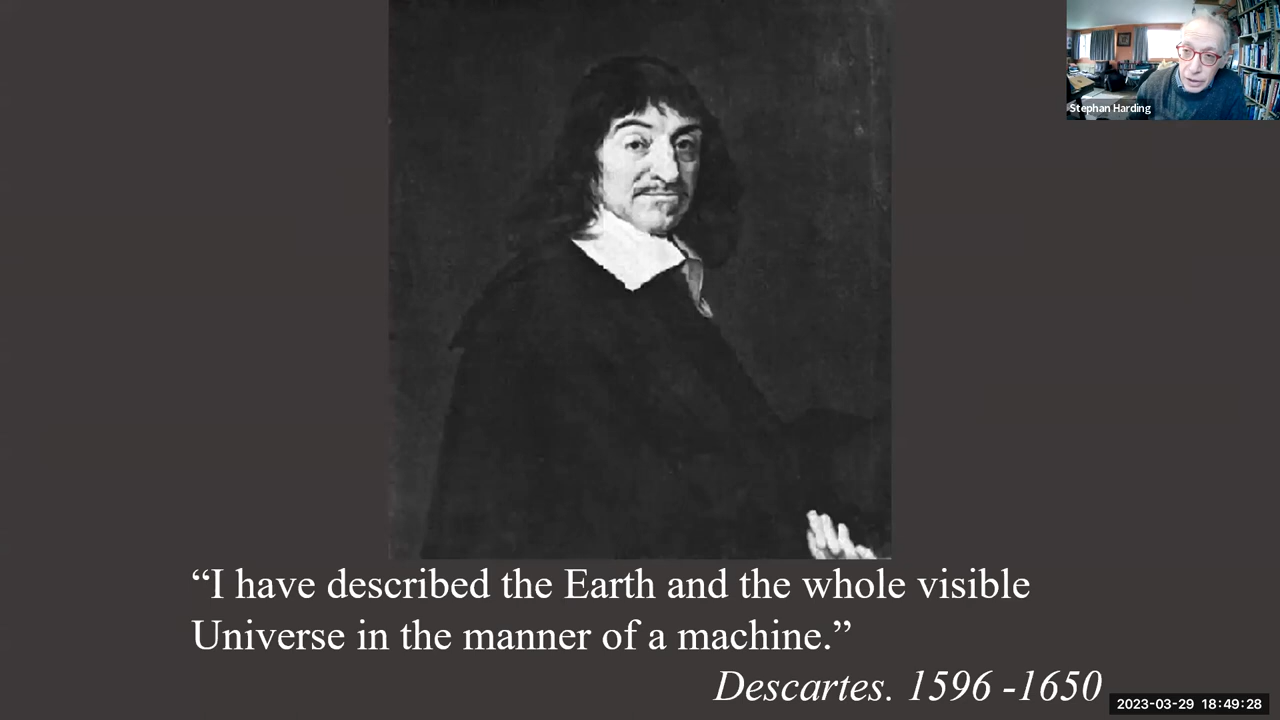 Stephan Harding
“I have described the Earth and the whole visible
Universe in the manner of a machine.”
Descartes. 1596 -1650
2023-03-29 18:49:28